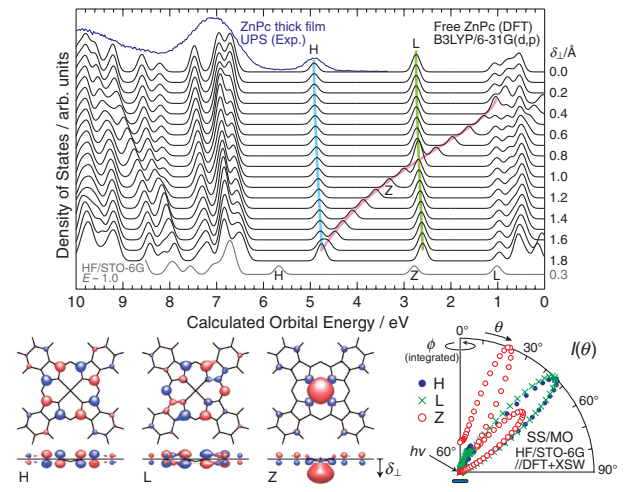 ZnPc thick film
UPS (Exp.)
H
L
Free ZnPc (DFT)
B3LYP/6-31G(d,p)
δ⊥/Å
0.0
0.2
0.4
0.6
0.8
1.0
1.2
1.4
1.6
1.8
0.3
Density of States / arb. units
Z
HF/STO-6G
E – 1.0
H
Z
L
10 9 8 7 6 5 4 3 2 1 0
Calculated Orbital Energy / eV
H
L
Z
δ⊥
ϕ
(integrated)
0°
θ
30°
I(θ)
60°
90°
H
L
Z
hν
60°
SS/MO
HF/STO-6G
//DFT+XSW